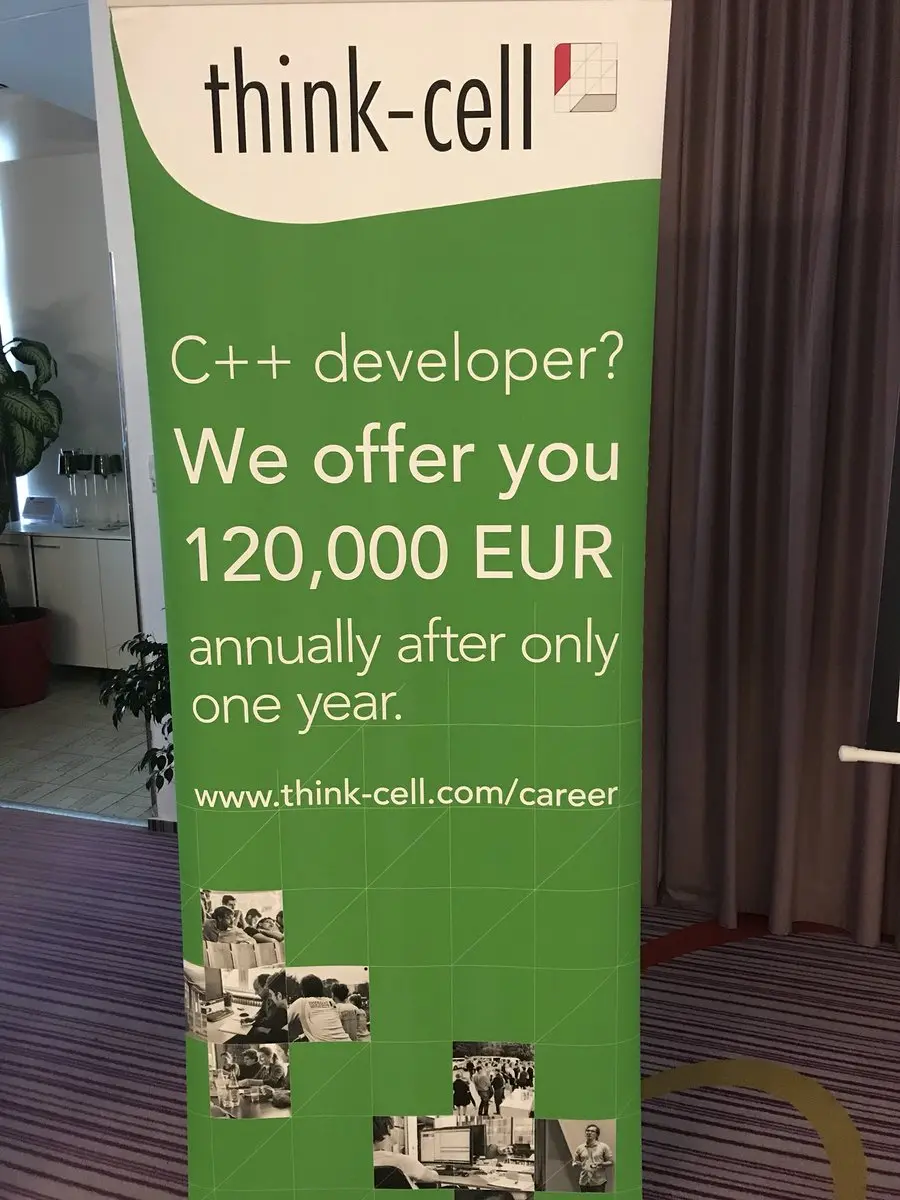 think-cell
C++ developer?
We offer you
120,000 EUR
annually after only
one year.
www.think-cell.com/career